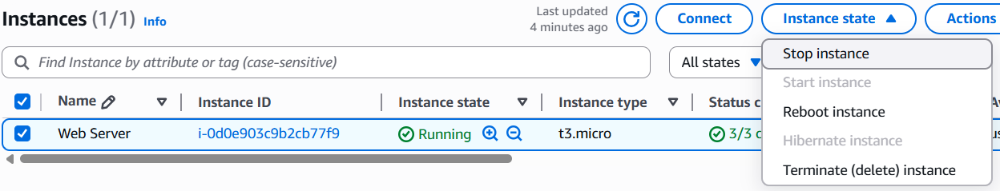 Instances (1/1) Info
Last updated
4 minutes ago
Connect
Instance state
Actions
Find Instance by attribute or tag (case-sensitive)
All states
Stop instance
Start instance
Reboot instance
Hibernate instance
Terminate (delete) instance
Name Instance ID Instance state Instance type Status c
Web Server i-0d0e903c9b2cb77f9 Running t3.micro 3/3 c